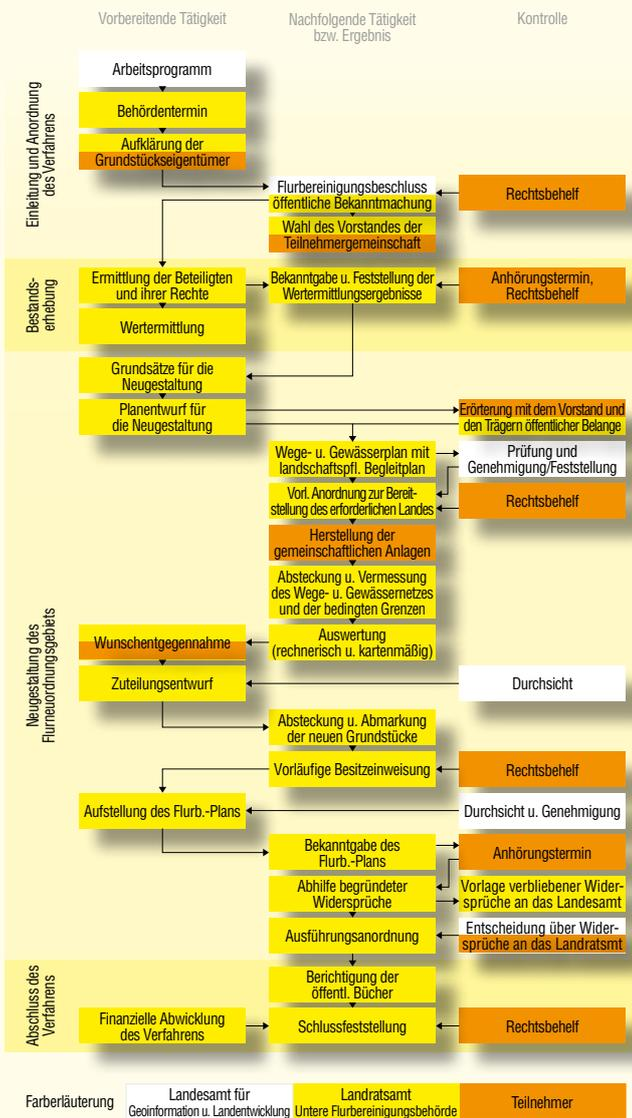 Vorbereitende Tätigkeit
Nachfolgende Tätigkeit
bzw. Ergebnis
Kontrolle
Einleitung und Anordnung
des Verfahrens
Arbeitsprogramm
Behördentermin
Aufklärung der
Grundstückseigentümer
Flurbereinigungsbeschluss
öffentliche Bekanntmachung
Rechtsbehelf
Wahl des Vorstandes der
Teilnehmergemeinschaft
Bestands-
erhebung
Ermittlung der Beteiligten
und ihrer Rechte
Bekanntgabe u. Feststellung der
Wertermittlungsergebnisse
Anhörungstermin,
Rechtsbehelf
Wertermittlung
Neugestaltung des
Flurneuordnungsgebiets
Grundsätze für die
Neugestaltung
Planentwurf für
die Neugestaltung
Erörterung mit dem Vorstand und
den Trägern öffentlicher Belange
Wege- u. Gewässerplan mit
landschaftspfl. Begleitplan
Prüfung und
Genehmigung/Feststellung
Vorl. Anordnung zur Bereit-
stellung des erforderlichen Landes
Rechtsbehelf
Herstellung der
gemeinschaftlichen Anlagen
Absteckung u. Vermessung
des Wege- u. Gewässernetzes
und der bedingten Grenzen
Wunschentgegennahme
Auswertung
(rechnerisch u. kartenmäßig)
Zuteilungsentwurf
Durchsicht
Absteckung u. Abmarkung
der neuen Grundstücke
Vorläufige Besitzeinweisung
Rechtsbehelf
Aufstellung des Flurb.-Plans
Durchsicht u. Genehmigung
Bekanntgabe des
Flurb.-Plans
Anhörungstermin
Abhilfe begründeter
Widersprüche
Vorlage verbliebener Wider-
sprüche an das Landesamt
Ausführungsanordnung
Entscheidung über Wider-
sprüche an das Landratsmt
Abschluss des
Verfahrens
Berichtigung der
öffentl. Bücher
Finanzielle Abwicklung
des Verfahrens
Schlussfeststellung
Rechtsbehelf
Farberläuterung
Landesamt für
Geoinformation u. Landentwicklung
Landratsamt
Untere Flurbereinigungsbehörde
Teilnehmer